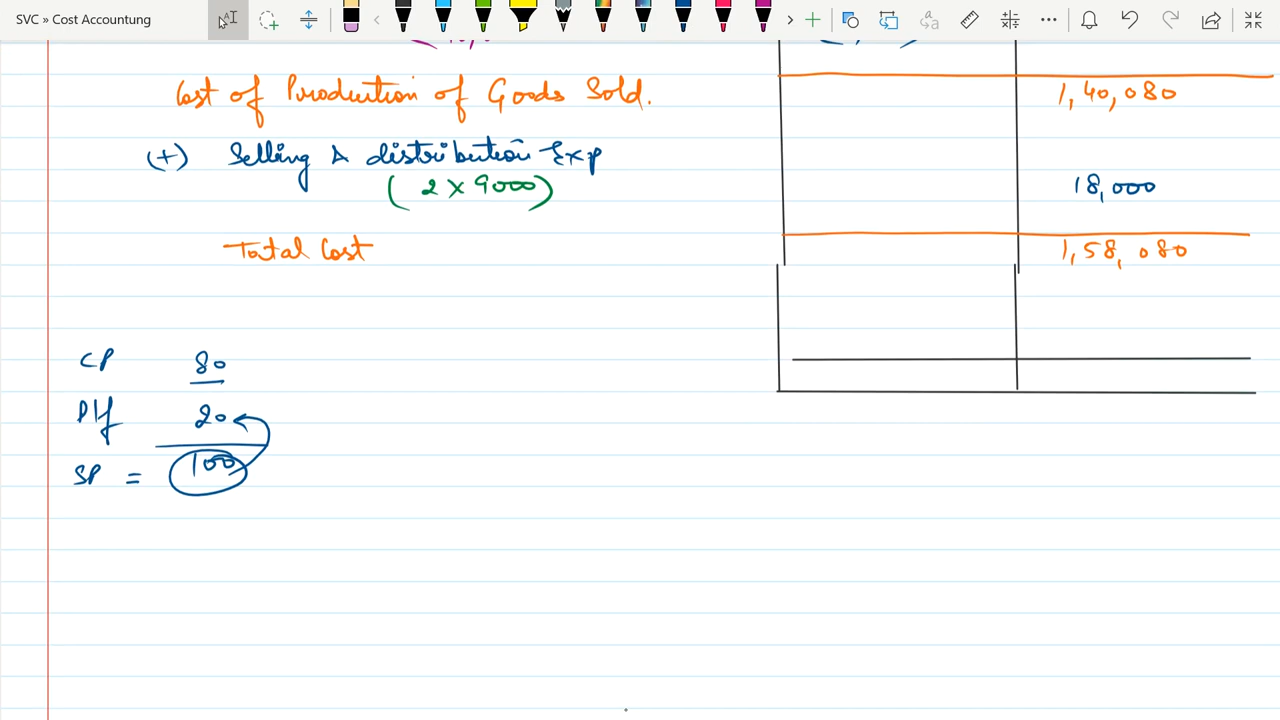 SVC » Cost Accountung
Cost of Production of Goods Sold. 1,40,080
(+) Selling & distribution Exp
(2 × 9000) 18,000
Total Cost 1,58,080
CP 80
Plf 20
SP = 100